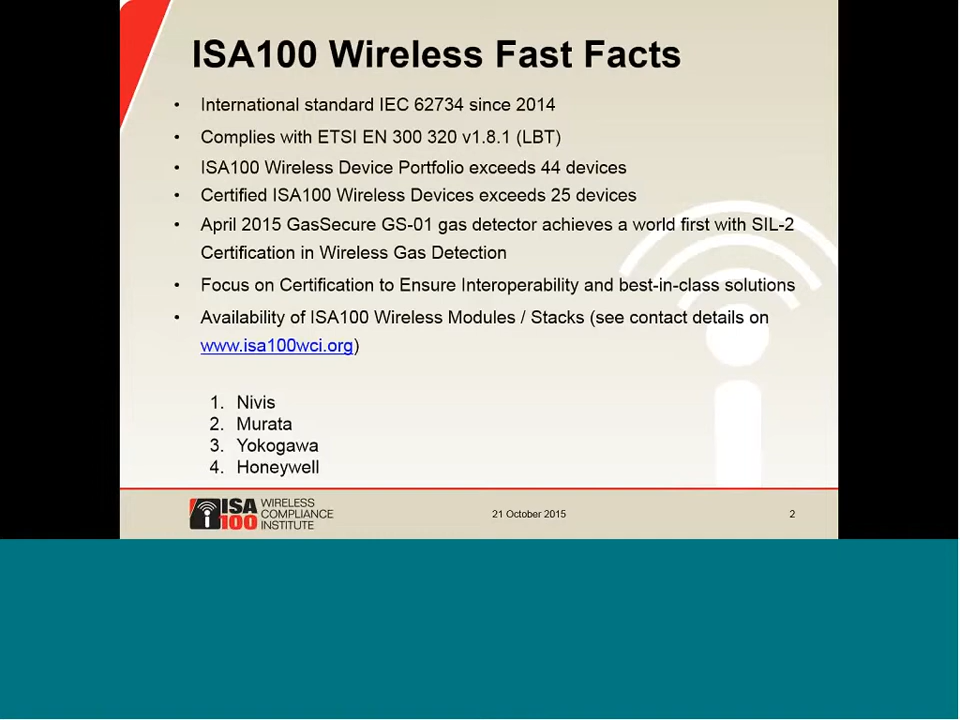 ISA100 Wireless Fast Facts
• International standard IEC 62734 since 2014
• Complies with ETSI EN 300 320 v1.8.1 (LBT)
• ISA100 Wireless Device Portfolio exceeds 44 devices
• Certified ISA100 Wireless Devices exceeds 25 devices
• April 2015 GasSecure GS-01 gas detector achieves a world first with SIL-2
Certification in Wireless Gas Detection
• Focus on Certification to Ensure Interoperability and best-in-class solutions
• Availability of ISA100 Wireless Modules / Stacks (see contact details on
www.isa100wci.org)
1. Nivis
2. Murata
3. Yokogawa
4. Honeywell
ISA 100 WIRELESS COMPLIANCE INSTITUTE
21 October 2015
2